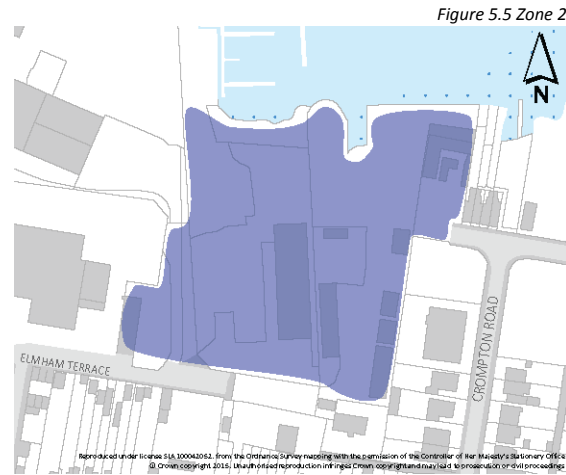 Figure 5.5 Zone 2
N
ELMHAM TERRACE
CROMPTON ROAD
Reproduced under license SLA 100042052. from the Ordnance Survey mapping with the permission of the Controller of Her Majesty's Stationery Office
© Crown copyright 2015. Unauthorised reproduction infringes Crown copyright and may lead to prosecution or civil proceedings.